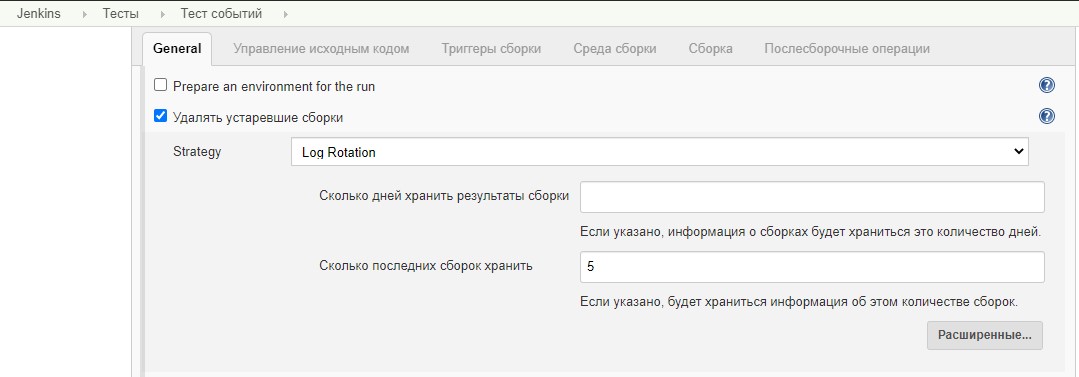 Jenkins Тесты Тест событий
General Управление исходным кодом Триггеры сборки Среда сборки Сборка Послесборочные операции
Prepare an environment for the run
Удалять устаревшие сборки
Strategy Log Rotation
Сколько дней хранить результаты сборки
Если указано, информация о сборках будет храниться это количество дней.
Сколько последних сборок хранить 5
Если указано, будет храниться информация об этом количестве сборок.
Расширенные...